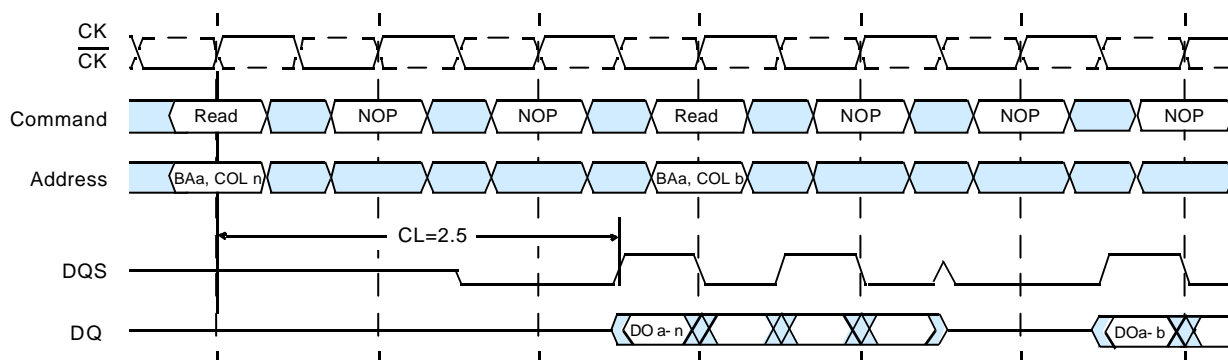 CK
CK
Command Read NOP NOP Read NOP NOP NOP
Address BAa, COL n BAa, COL b
CL=2.5
DQS
DQ DO a- n DOa- b